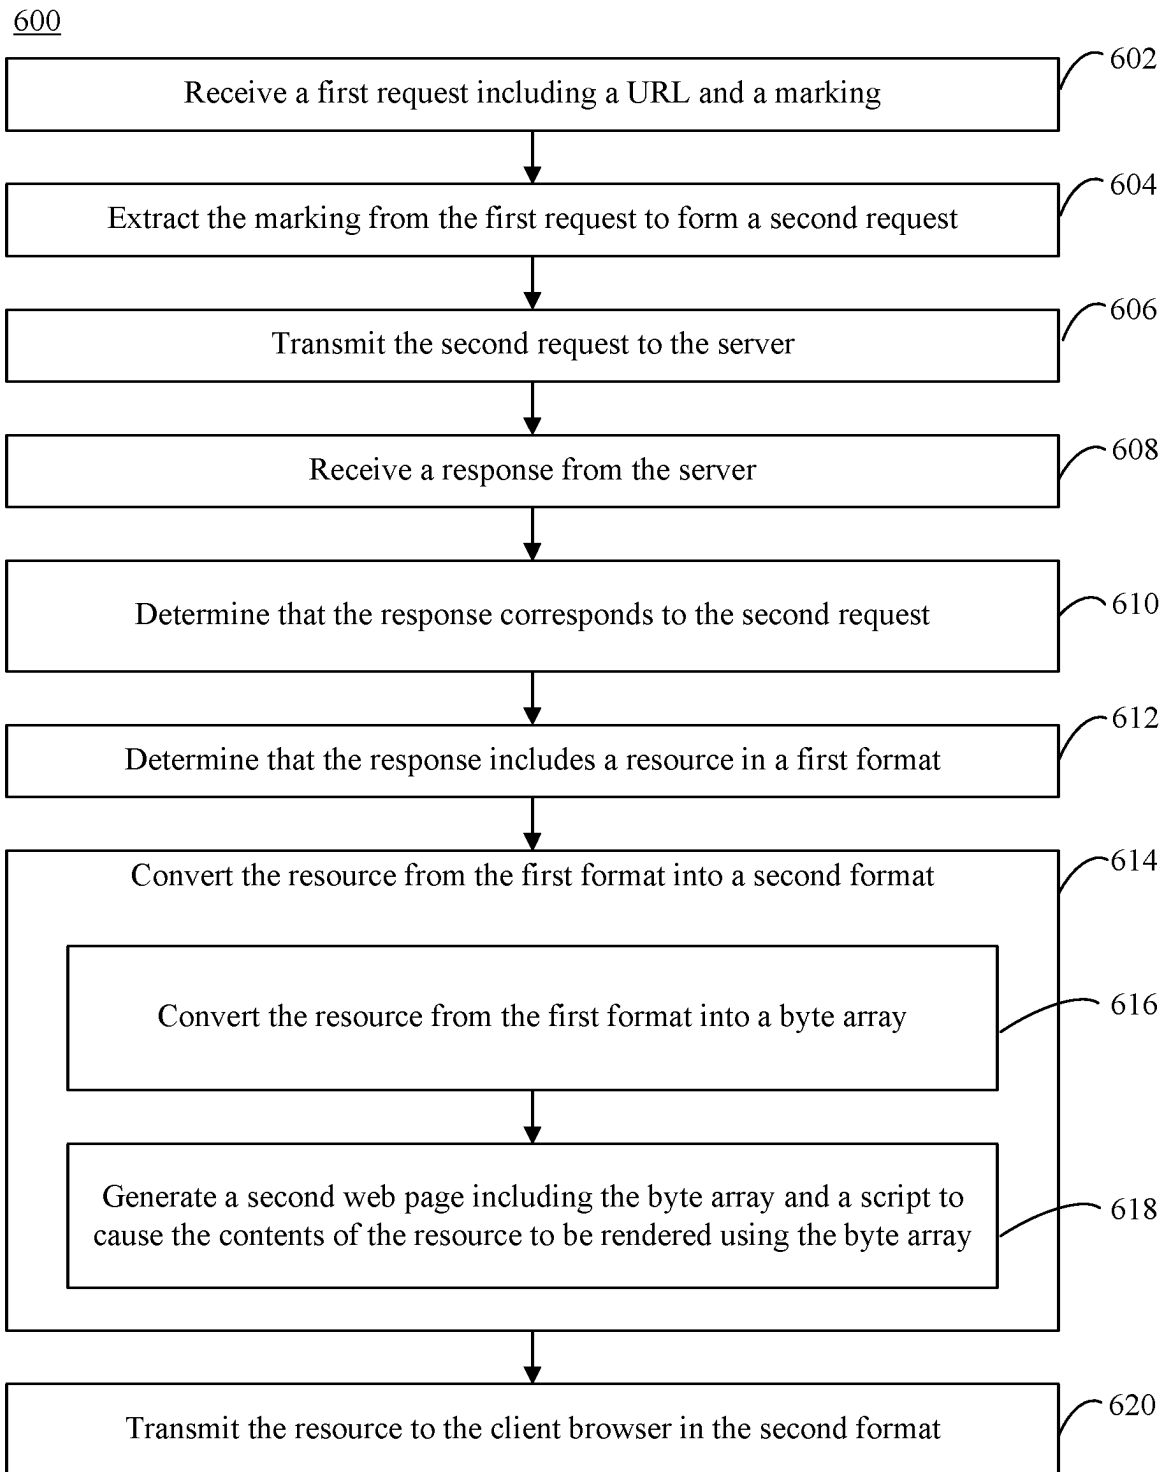 600
602
Receive a first request including a URL and a marking
604
Extract the marking from the first request to form a second request
606
Transmit the second request to the server
608
Receive a response from the server
610
Determine that the response corresponds to the second request
612
Determine that the response includes a resource in a first format
614
Convert the resource from the first format into a second format
616
Convert the resource from the first format into a byte array
618
Generate a second web page including the byte array and a script to
cause the contents of the resource to be rendered using the byte array
620
Transmit the resource to the client browser in the second format